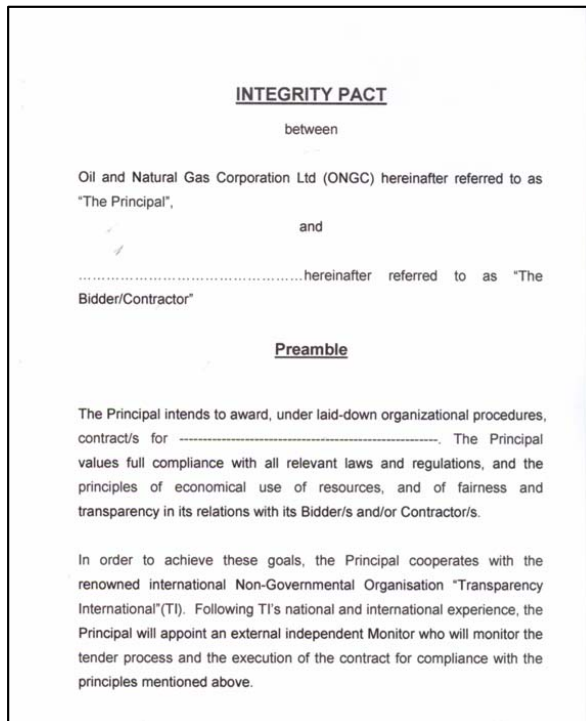 INTEGRITY PACT
between
Oil and Natural Gas Corporation Ltd (ONGC) hereinafter referred to as
“The Principal”,
and
................................................hereinafter referred to as “The
Bidder/Contractor”
Preamble
The Principal intends to award, under laid-down organizational procedures,
contract/s for -------------------------------------------------------. The Principal
values full compliance with all relevant laws and regulations, and the
principles of economical use of resources, and of fairness and
transparency in its relations with its Bidder/s and/or Contractor/s.
In order to achieve these goals, the Principal cooperates with the
renowned international Non-Governmental Organisation “Transparency
International”(TI). Following TI’s national and international experience, the
Principal will appoint an external independent Monitor who will monitor the
tender process and the execution of the contract for compliance with the
principles mentioned above.